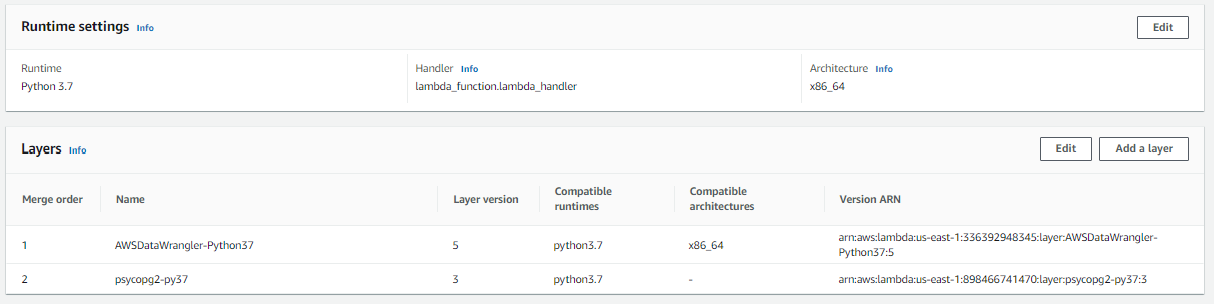 Runtime settings Info Edit
Runtime Handler Info Architecture Info
Python 3.7 lambda_function.lambda_handler x86_64
Layers Info Edit Add a layer
Merge order Name Layer version Compatible runtimes Compatible architectures Version ARN
1 AWSDataWrangler-Python37 5 python3.7 x86_64 arn:aws:lambda:us-east-1:336392948345:layer:AWSDataWrangler-
Python37:5
2 psycopg2-py37 3 python3.7 - arn:aws:lambda:us-east-1:898466741470:layer:psycopg2-py37:3